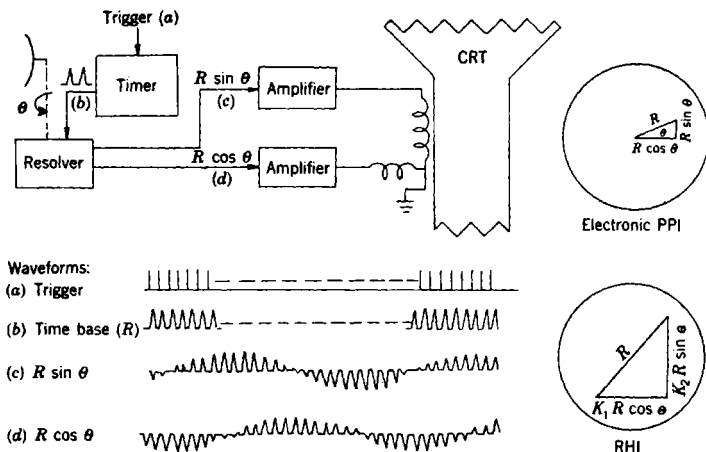 Trigger (a)
CRT
Timer
R sin θ
Amplifier
(b)
(c)
θ
Resolver
R cos θ
Amplifier
(d)
R
θ
R sin θ
R cos θ
Electronic PPI
Waveforms:
(a) Trigger
(b) Time base (R)
(c) R sin θ
(d) R cos θ
R
K₂ R sin θ
K₁ R cos θ
RHI